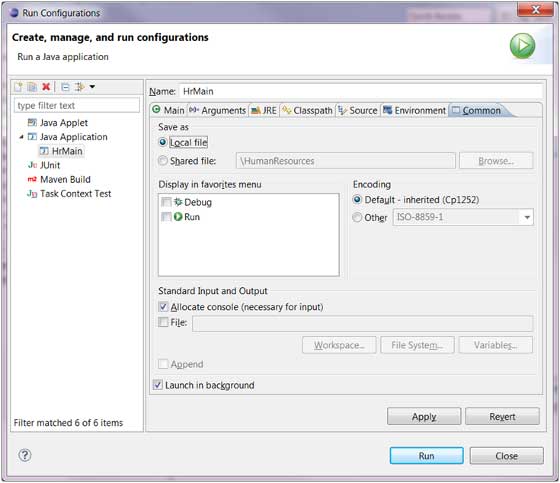 Run Configurations
Create, manage, and run configurations
Run a Java application
type filter text
Java Applet
Java Application
HrMain
JUnit
Maven Build
Task Context Test
Filter matched 6 of 6 items
Name: HrMain
Main Arguments JRE Classpath Source Environment Common
Save as
Local file
Shared file: \HumanResources Browse...
Display in favorites menu Encoding
Debug Default - inherited (Cp1252)
Run Other ISO-8859-1
Standard Input and Output
Allocate console (necessary for input)
File:
Workspace... File System... Variables...
Append
Launch in background
Apply Revert
Run Close